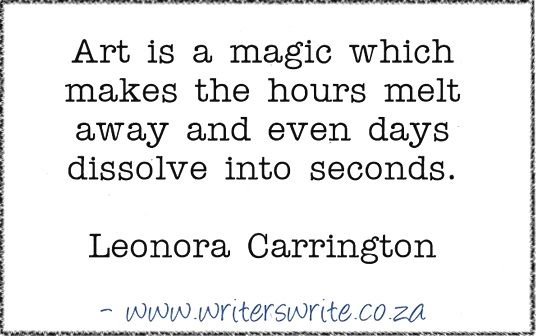 Art is a magic which
makes the hours melt
away and even days
dissolve into seconds.
Leonora Carrington
- www.writerswrite.co.za